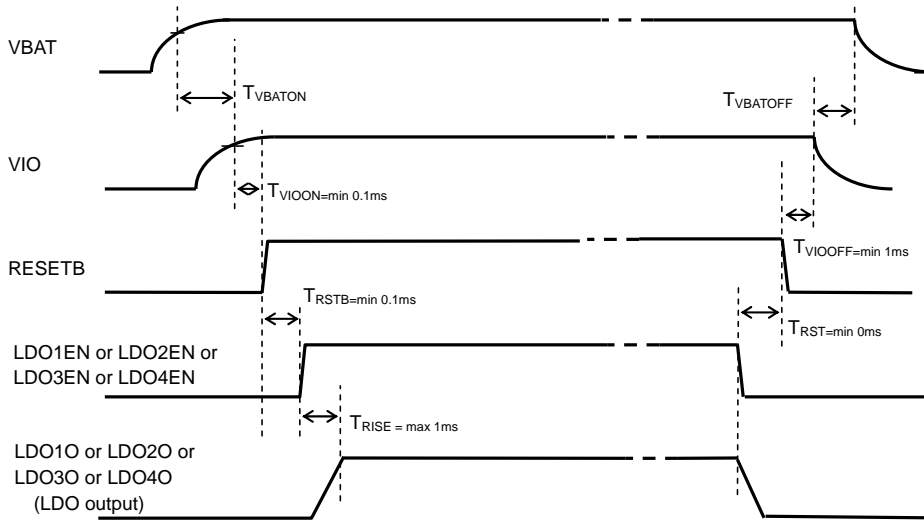 VBAT
TVBATON
TVBATOFF
VIO
TVIOON=min 0.1ms
TVIOOFF=min 1ms
RESETB
TRSTB=min 0.1ms
TRST=min 0ms
LDO1EN or LDO2EN or
LDO3EN or LDO4EN
TRISE = max 1ms
LDO1O or LDO2O or
LDO3O or LDO4O
(LDO output)